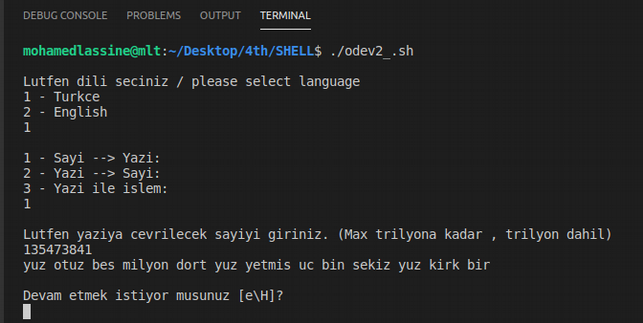 DEBUG CONSOLE PROBLEMS OUTPUT TERMINAL
mohamedlassine@mlt:~/Desktop/4th/SHELL$ ./odev2_.sh
Lutfen dili seciniz / please select language
1 - Turkce
2 - English
1
1 - Sayi --> Yazi:
2 - Yazi --> Sayi:
3 - Yazi ile islem:
1
Lutfen yaziya cevrilecek sayiyi giriniz. (Max trilyona kadar , trilyon dahil)
135473841
yuz otuz bes milyon dort yuz yetmis uc bin sekiz yuz kirk bir
Devam etmek istiyor musunuz [e\H]?